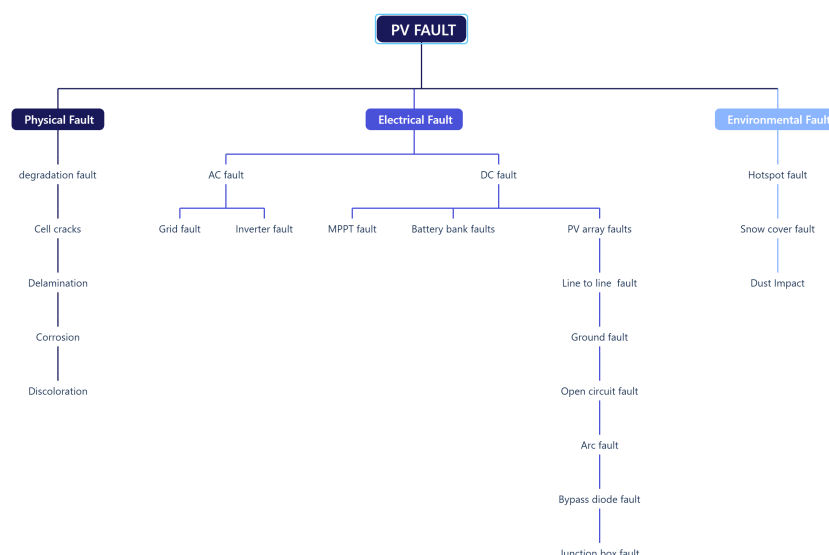 PV FAULT
Physical Fault
Electrical Fault
Environmental Fault
degradation fault
AC fault
DC fault
Hotspot fault
Cell cracks
Grid fault
Inverter fault
MPPT fault
Battery bank faults
PV array faults
Snow cover fault
Delamination
Line to line fault
Dust Impact
Corrosion
Ground fault
Discoloration
Open circuit fault
Arc fault
Bypass diode fault
Junction box fault